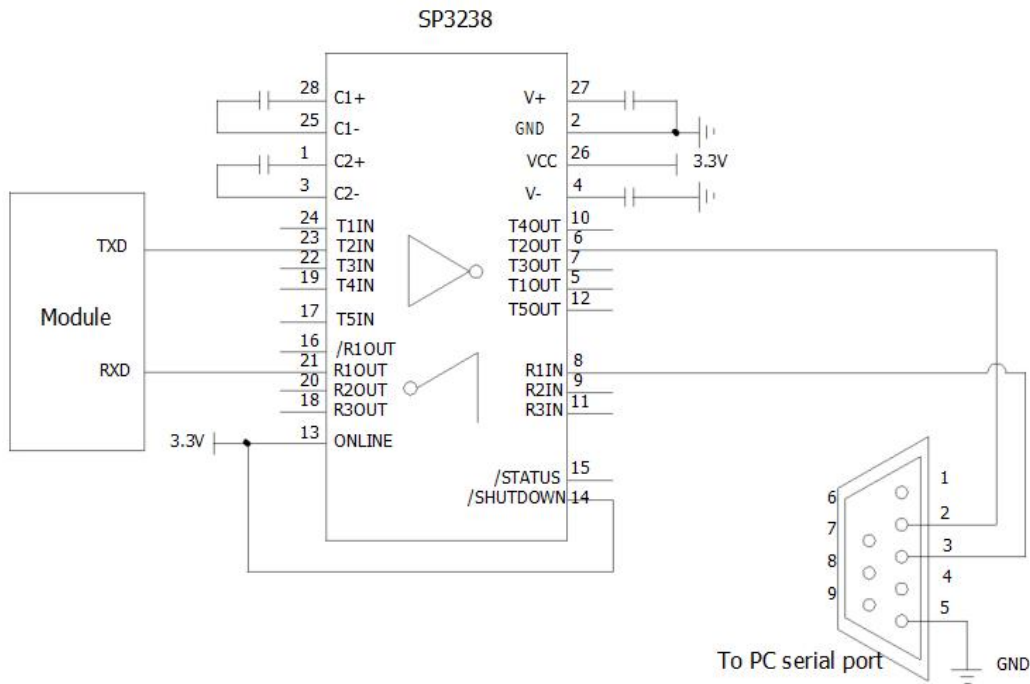 SP3238
28 C1+ V+ 27
25 C1- GND 2
1 C2+ VCC 26 3.3V
3 C2- V- 4
24 T1IN T4OUT 10
TXD 23 T2IN T2OUT 6
22 T3IN T3OUT 7
19 T4IN T1OUT 5
17 T5IN T5OUT 12
Module
16 /R1OUT
RXD 21 R1OUT R1IN 8
20 R2OUT R2IN 9
18 R3OUT R3IN 11
3.3V 13 ONLINE
/STATUS 15
/SHUTDOWN 14
1
6
2
7
3
8
4
9
5
To PC serial port GND